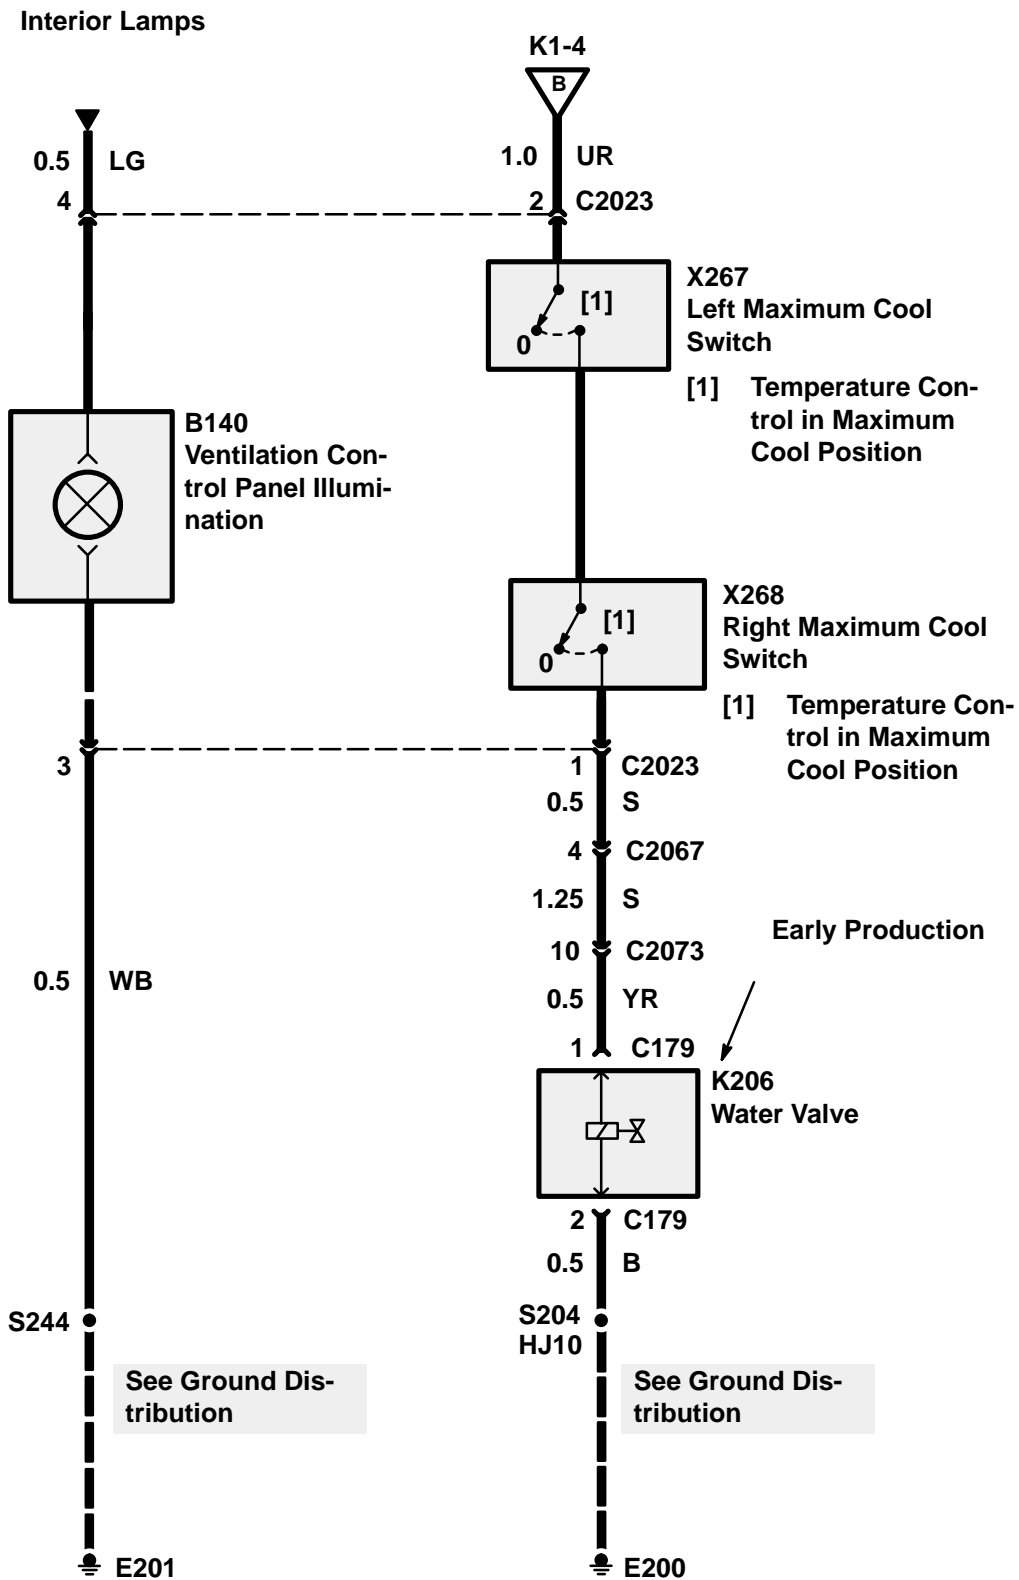 Interior Lamps
K1-4
B
0.5 LG
1.0 UR
4
2 C2023
X267
Left Maximum Cool
Switch
[1]
0
[1] Temperature Con-
trol in Maximum
Cool Position
B140
Ventilation Con-
trol Panel Illumi-
nation
X268
Right Maximum Cool
Switch
[1]
0
[1] Temperature Con-
trol in Maximum
Cool Position
3
1 C2023
0.5 S
4 C2067
1.25 S
Early Production
10 C2073
0.5 WB
0.5 YR
1 C179
K206
Water Valve
2 C179
0.5 B
S244
S204
HJ10
See Ground Dis-
tribution
See Ground Dis-
tribution
E201
E200